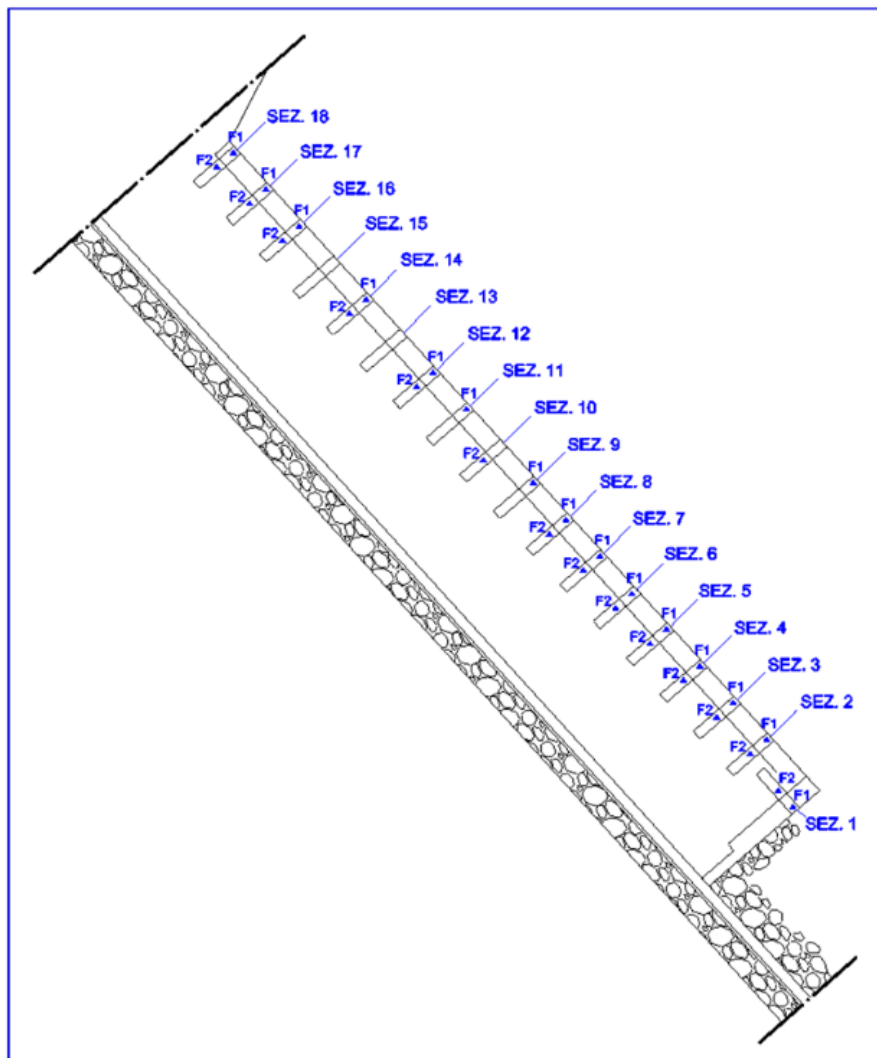 SEZ. 18
F1
F2
SEZ. 17
F1
F2
SEZ. 16
F1
F2
SEZ. 15
SEZ. 14
F1
F2
SEZ. 13
SEZ. 12
F1
F2
SEZ. 11
F1
SEZ. 10
F2
SEZ. 9
F1
SEZ. 8
F1
F2
SEZ. 7
F1
F2
SEZ. 6
F1
F2
SEZ. 5
F1
F2
SEZ. 4
F1
F2
SEZ. 3
F1
F2
SEZ. 2
F1
F2
F2
F1
SEZ. 1